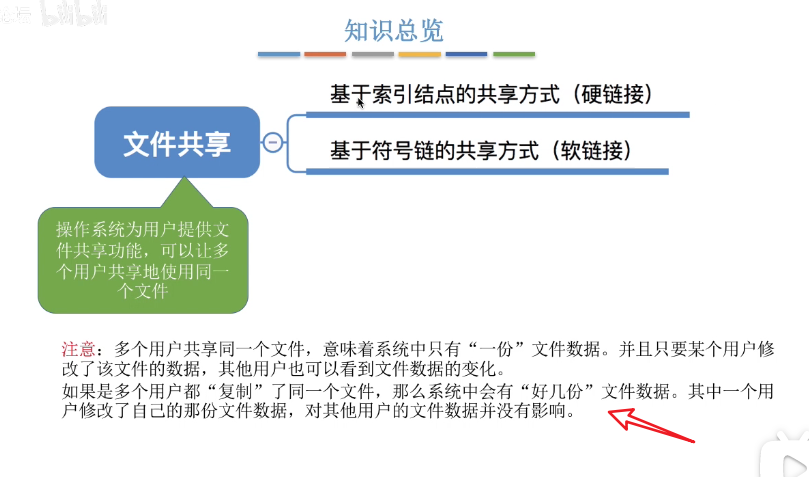 bilibili
知识总览
文件共享
基于索引结点的共享方式（硬链接）
基于符号链的共享方式（软链接）
操作系统为用户提供文
件共享功能，可以让多
个用户共享地使用同一
个文件
注意：多个用户共享同一个文件，意味着系统中只有“一份”文件数据。并且只要某个用户修
改了该文件的数据，其他用户也可以看到文件数据的变化。
如果是多个用户都“复制”了同一个文件，那么系统中会有“好几份”文件数据。其中一个用
户修改了自己的那份文件数据，对其他用户的文件数据并没有影响。